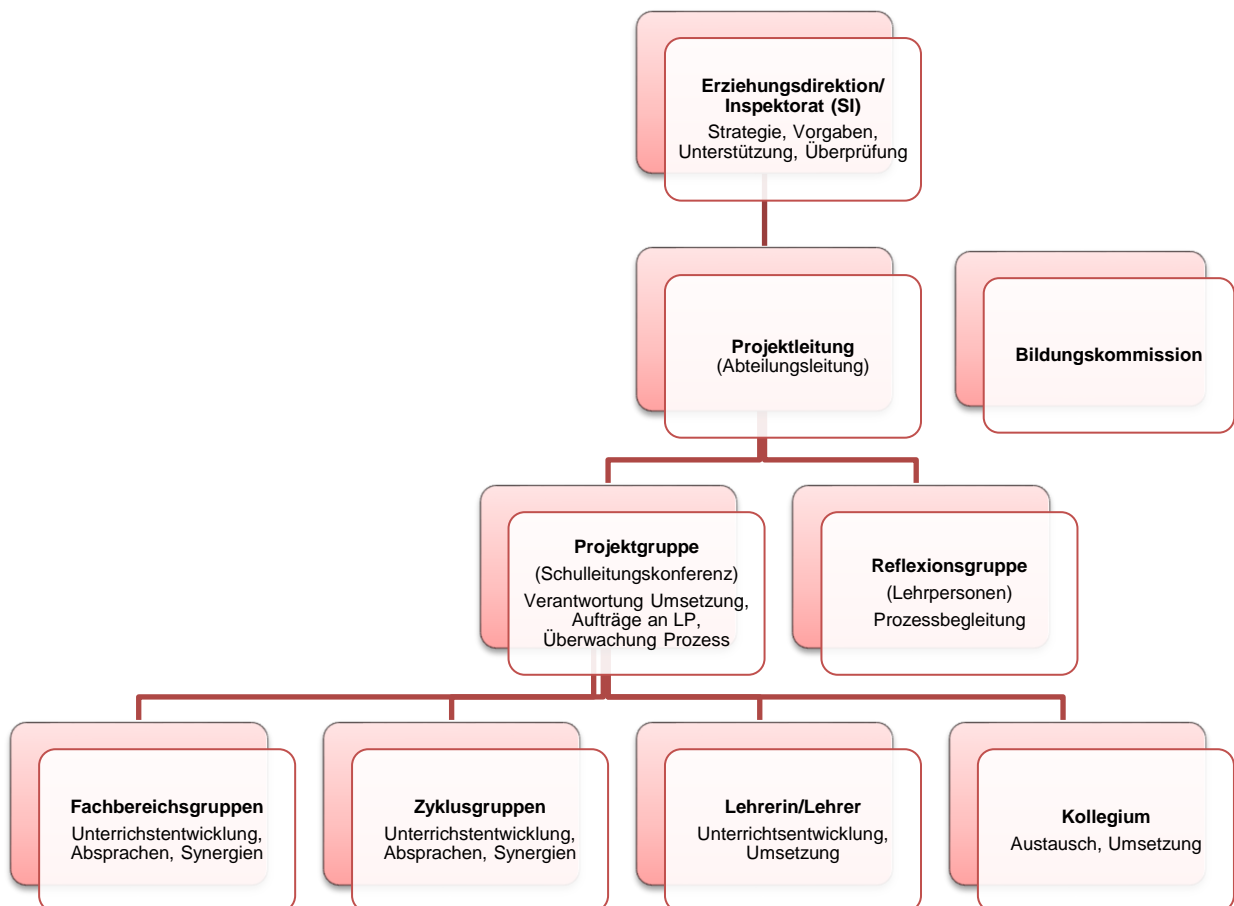 Erziehungsdirektion/
Inspektorat (SI)
Strategie, Vorgaben,
Unterstützung, Überprüfung
Projektleitung
(Abteilungsleitung)
Bildungskommission
Projektgruppe
(Schulleitungskonferenz)
Verantwortung Umsetzung,
Aufträge an LP,
Überwachung Prozess
Reflexionsgruppe
(Lehrpersonen)
Prozessbegleitung
Fachbereichsgruppen
Unterrichstentwicklung,
Absprachen, Synergien
Zyklusgruppen
Unterrichstentwicklung,
Absprachen, Synergien
Lehrerin/Lehrer
Unterrichtsentwicklung,
Umsetzung
Kollegium
Austausch, Umsetzung